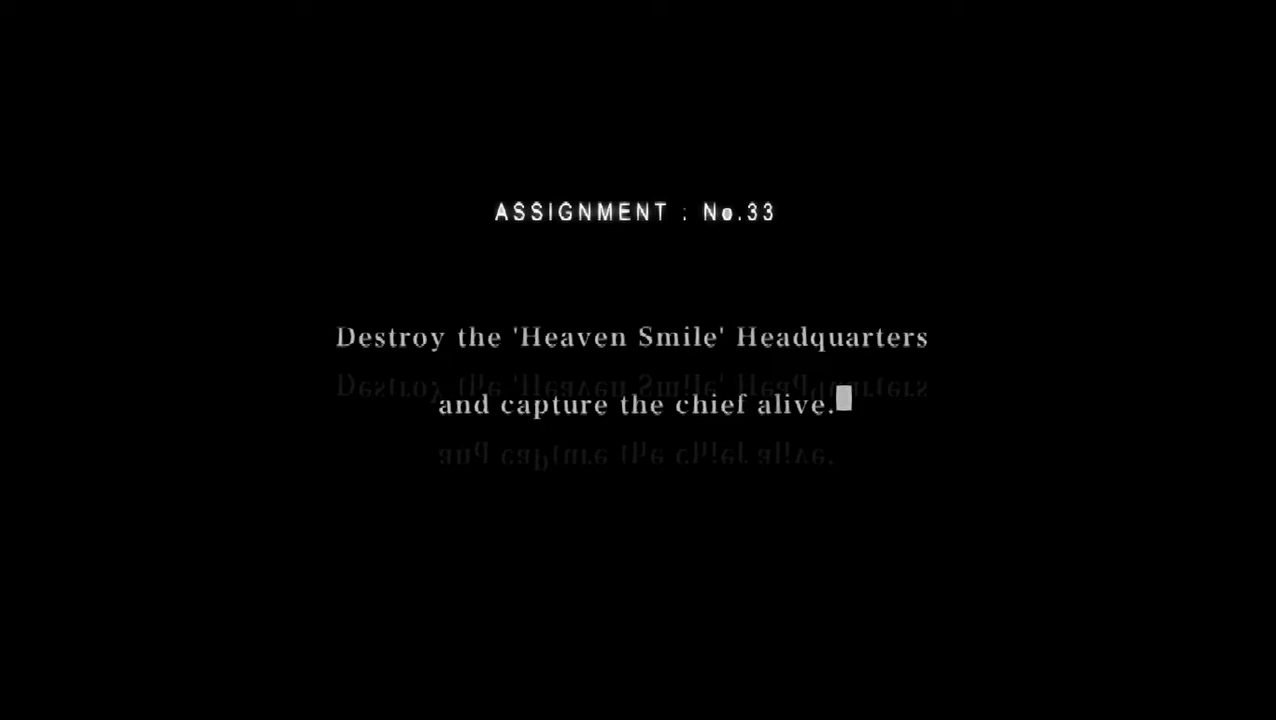 ASSIGNMENT : No.33
Destroy the 'Heaven Smile' Headquarters
and capture the chief alive.